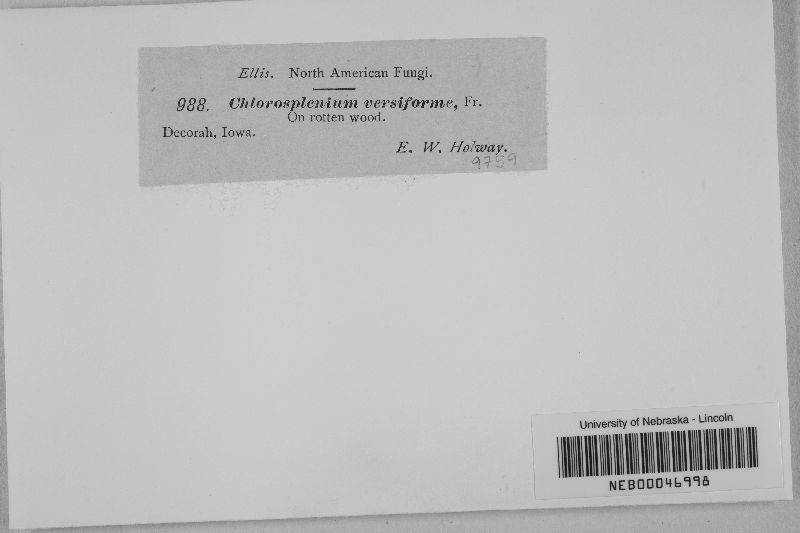 Ellis. North American Fungi.
988. Chlorosplenium versiforme, Fr.
On rotten wood.
Decorah, Iowa.
E. W. Holway.
9759
University of Nebraska - Lincoln
NEB00046998